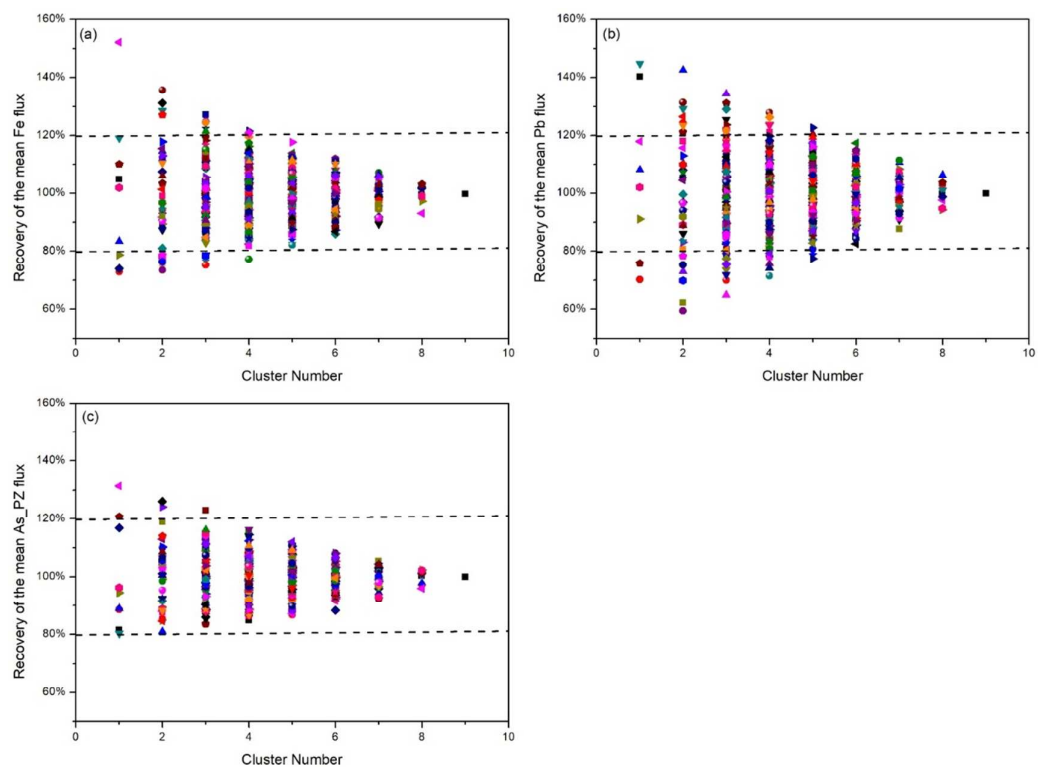 (a)
160%
140%
120%
100%
80%
60%
Recovery of the mean Fe flux
0 2 4 6 8 10
Cluster Number
(b)
160%
140%
120%
100%
80%
60%
Recovery of the mean Pb flux
0 2 4 6 8 10
Cluster Number
(c)
160%
140%
120%
100%
80%
60%
Recovery of the mean As_PZ flux
0 2 4 6 8 10
Cluster Number